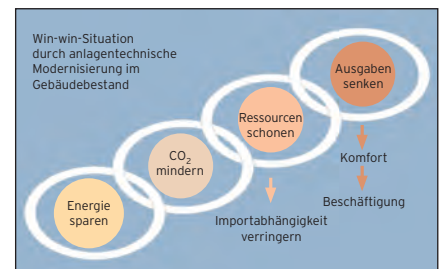 Win-win-Situation
durch anlagentechnische
Modernisierung im
Gebäudebestand
Ausgaben
senken
Ressourcen
schonen
CO₂
mindern
Energie
sparen
Komfort
Beschäftigung
Importabhängigkeit
verringern